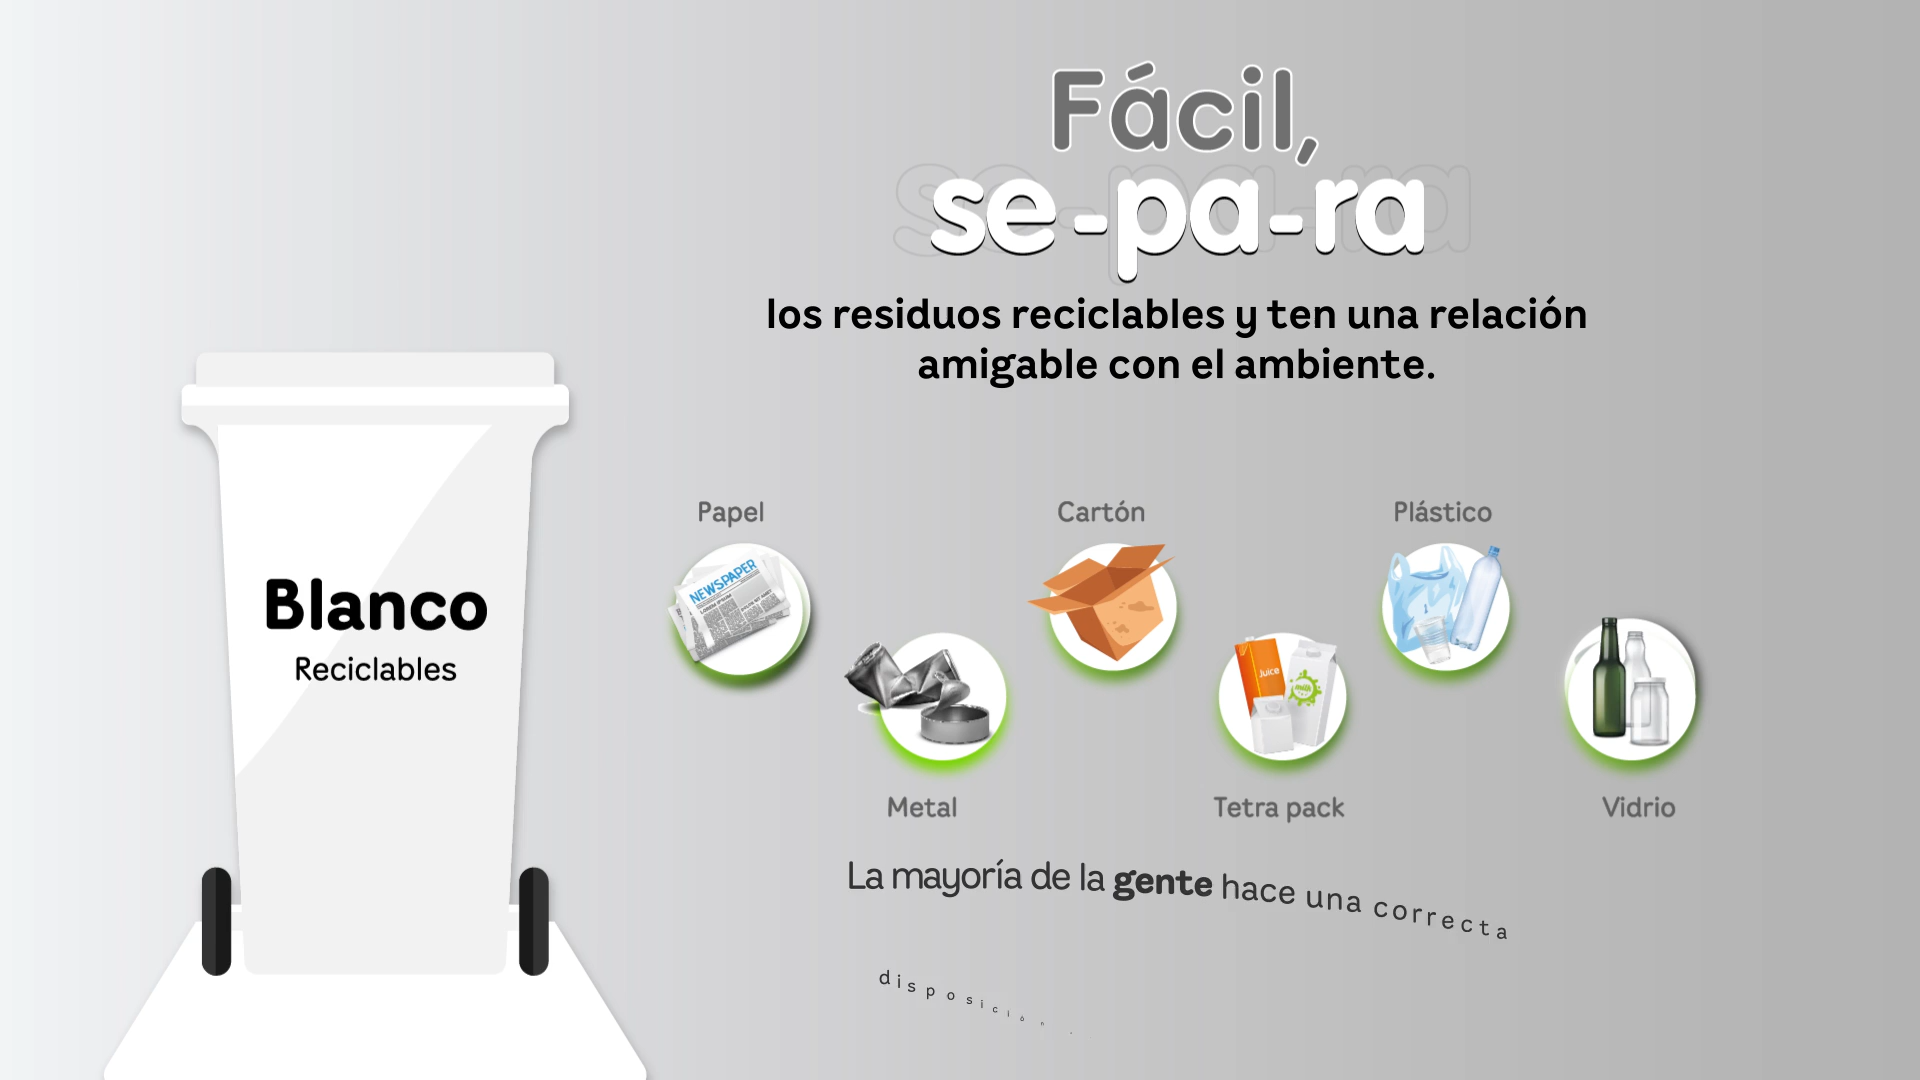 Fácil,
se-pa-ra
los residuos reciclables y ten una relación
amigable con el ambiente.
Blanco
Reciclables
Papel
Cartón
Plástico
NEWSPAPER
Juice
milk
Metal
Tetra pack
Vidrio
La mayoría de la gente hace una correcta
disposición